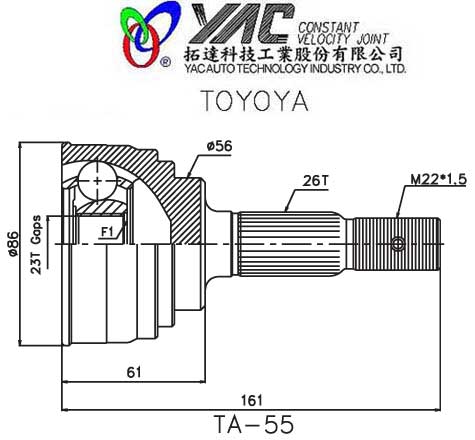 YAC CONSTANT
VELOCITY JOINT
®
拓達科技工業股份有限公司
YAC AUTO TECHNOLOGY INDUSTRY CO., LTD.
TOYOYA
ø56
26T
M22*1.5
ø86
23T Gaps
F1
61
161
TA-55